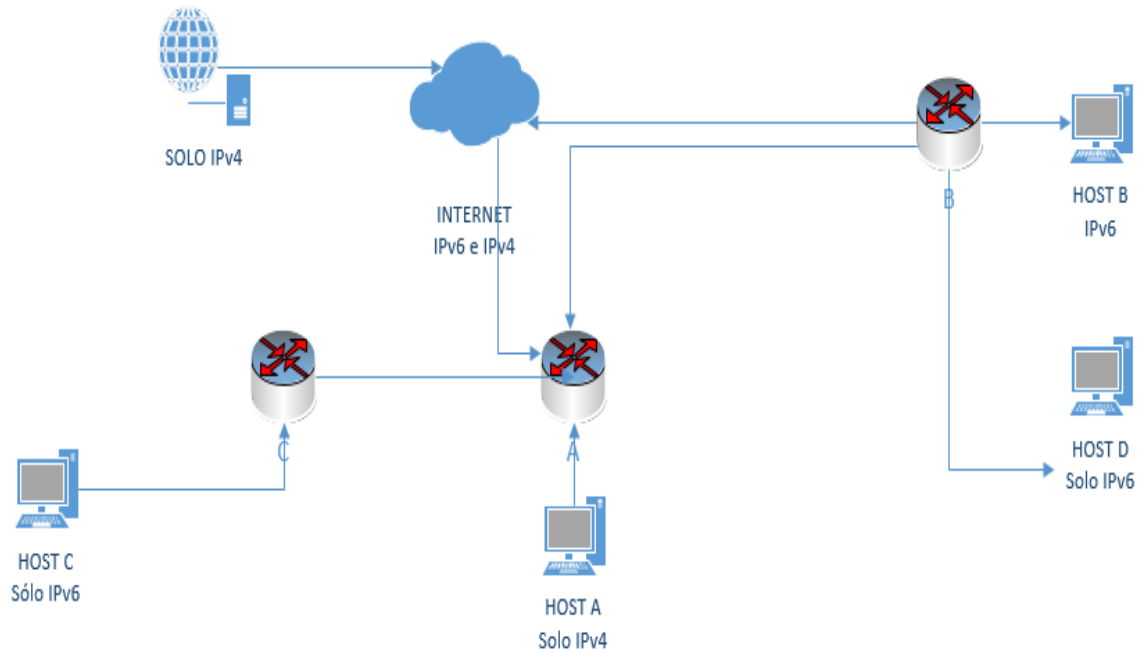 SOLO IPv4
INTERNET
IPv6 e IPv4
B
HOST B
IPv6
C
A
HOST D
Solo IPv6
HOST C
Sólo IPv6
HOST A
Solo IPv4